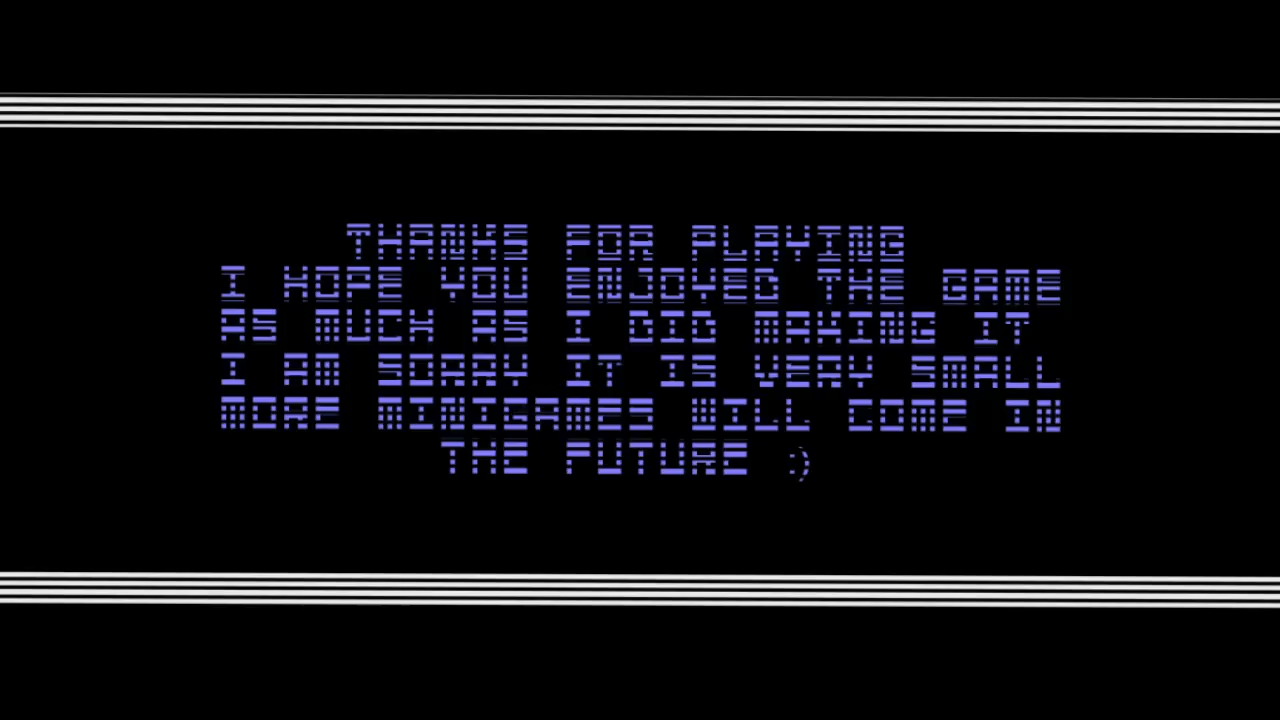 THANKS FOR PLAYING
I HOPE YOU ENJOYED THE GAME
AS MUCH AS I DID MAKING IT
I AM SORRY IT IS VERY SMALL
MORE MINIGAMES WILL COME IN
THE FUTURE :)